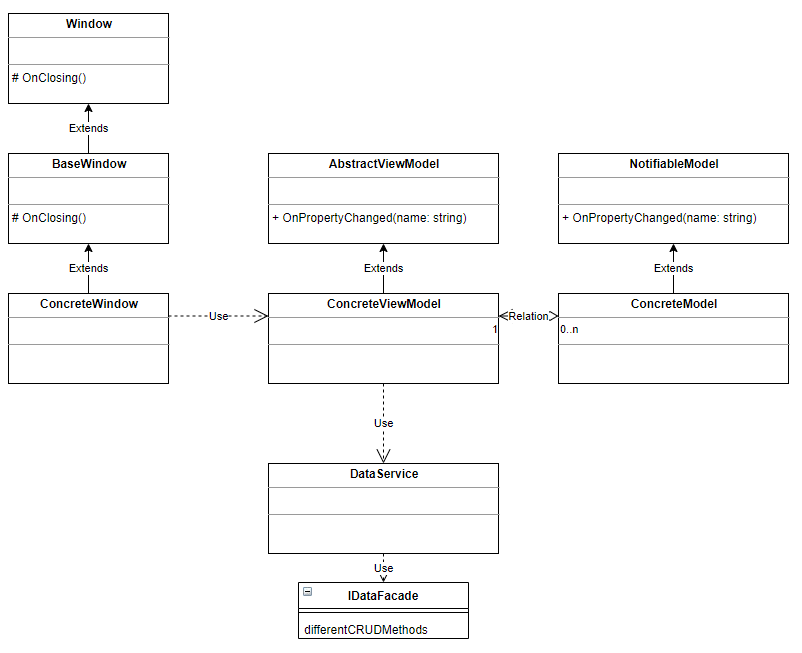 Window
# OnClosing()
Extends
BaseWindow
# OnClosing()
AbstractViewModel
+ OnPropertyChanged(name: string)
NotifiableModel
+ OnPropertyChanged(name: string)
Extends
Extends
Extends
ConcreteWindow
Use
ConcreteViewModel
1
Relation
ConcreteModel
0..n
Use
DataService
Use
IDataFacade
differentCRUDMethods